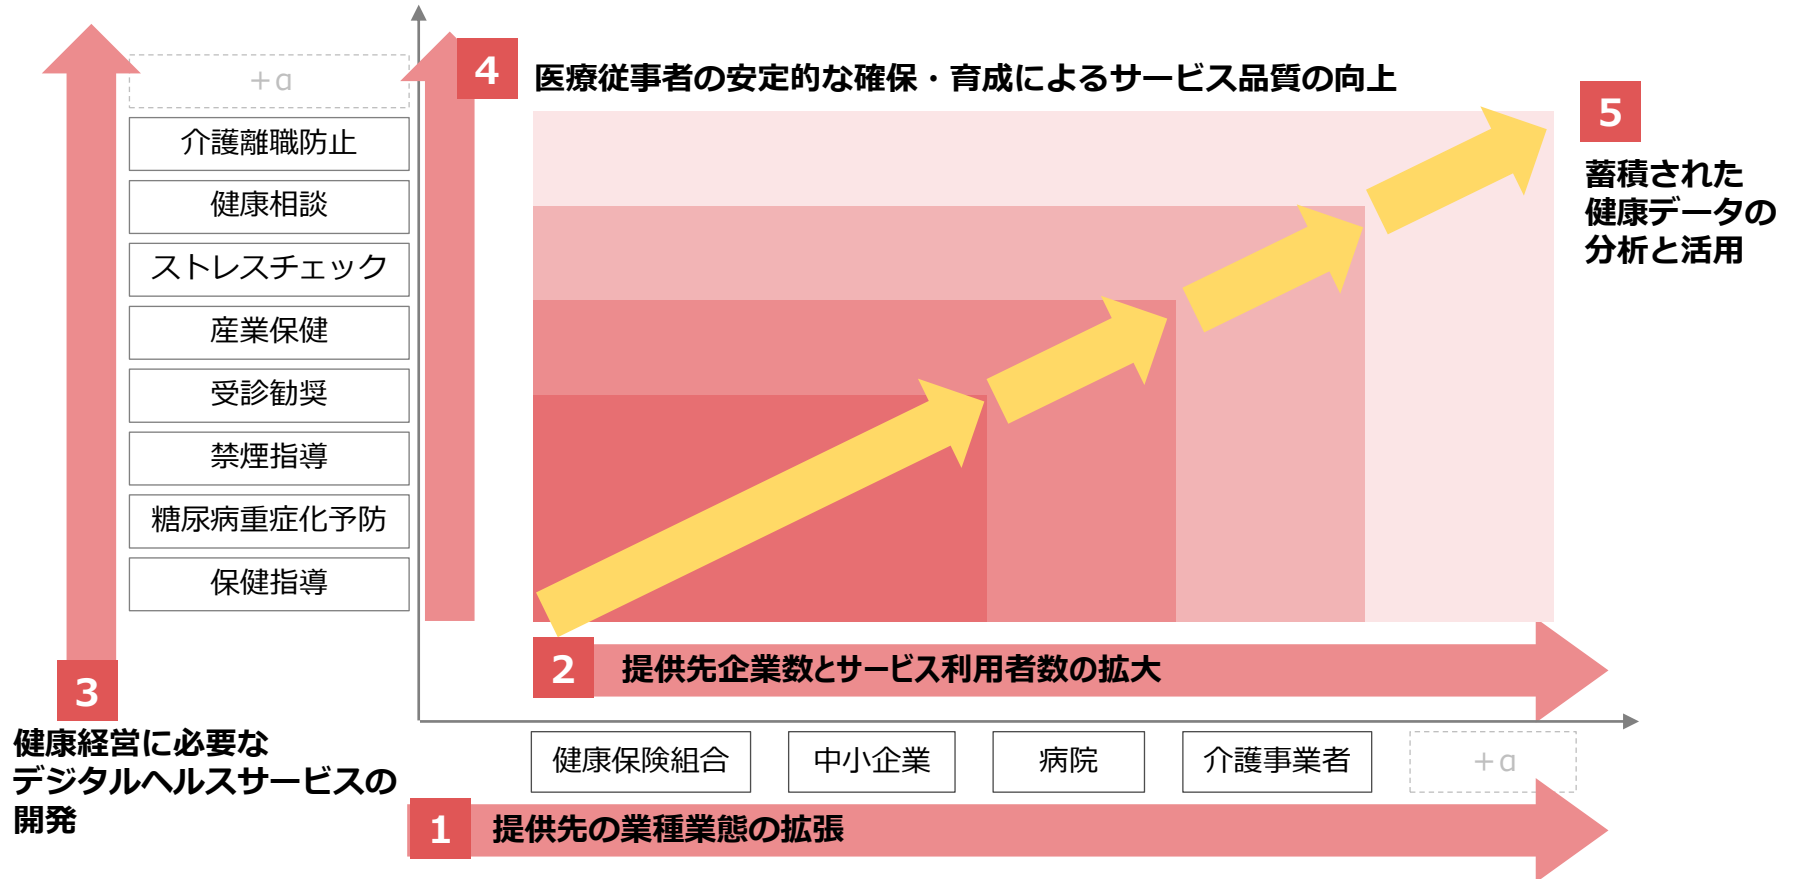 4
医療従事者の安定的な確保・育成によるサービス品質の向上
5
蓄積された
健康データの
分析と活用
+α
介護離職防止
健康相談
ストレスチェック
産業保健
受診勧奨
禁煙指導
糖尿病重症化予防
保健指導
3
健康経営に必要な
デジタルヘルスサービスの
開発
2
提供先企業数とサービス利用者数の拡大
健康保険組合
中小企業
病院
介護事業者
+α
1
提供先の業種業態の拡張